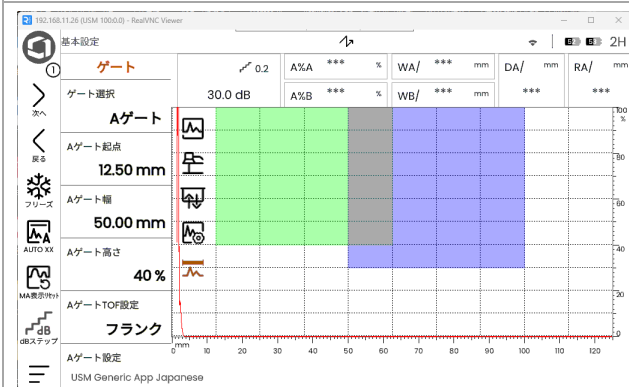 192.168.11.26 (USM 100:0.0) - RealVNC Viewer
基本設定
2H
1
ゲート
0.2
A%A *** %
WA/ *** mm
DA/ mm
RA/ mm
ゲート選択
30.0 dB
A%B *** %
WB/ *** mm
***
***
次へ
Aゲート
100
%
戻る
Aゲート起点
12.50 mm
80
フリーズ
Aゲート幅
50.00 mm
60
AUTO XX
Aゲート高さ
40 %
40
MA表示リセット
AゲートTOF設定
フランク
20
dB
dBステップ
0
mm
0 10 20 30 40 50 60 70 80 90 100 110 120
Aゲート設定
USM Generic App Japanese